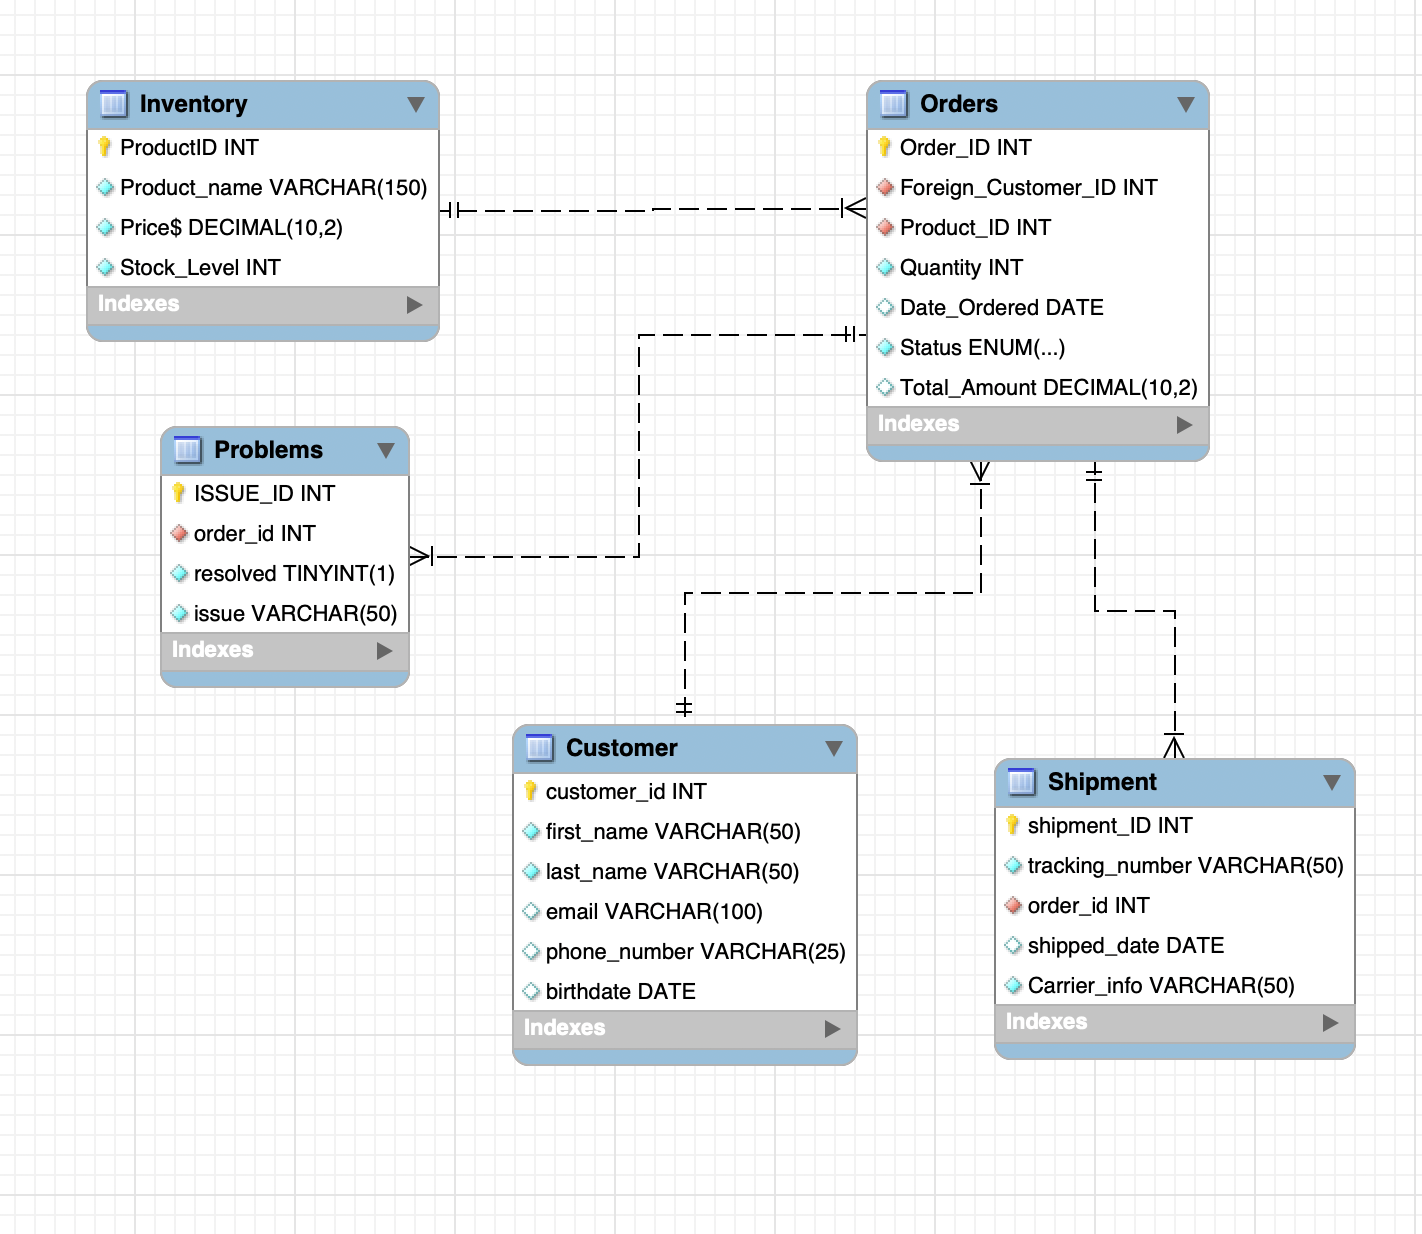 Inventory
ProductID INT
Product_name VARCHAR(150)
Price$ DECIMAL(10,2)
Stock_Level INT
Indexes
Orders
Order_ID INT
Foreign_Customer_ID INT
Product_ID INT
Quantity INT
Date_Ordered DATE
Status ENUM(...)
Total_Amount DECIMAL(10,2)
Indexes
Problems
ISSUE_ID INT
order_id INT
resolved TINYINT(1)
issue VARCHAR(50)
Indexes
Customer
customer_id INT
first_name VARCHAR(50)
last_name VARCHAR(50)
email VARCHAR(100)
phone_number VARCHAR(25)
birthdate DATE
Indexes
Shipment
shipment_ID INT
tracking_number VARCHAR(50)
order_id INT
shipped_date DATE
Carrier_info VARCHAR(50)
Indexes